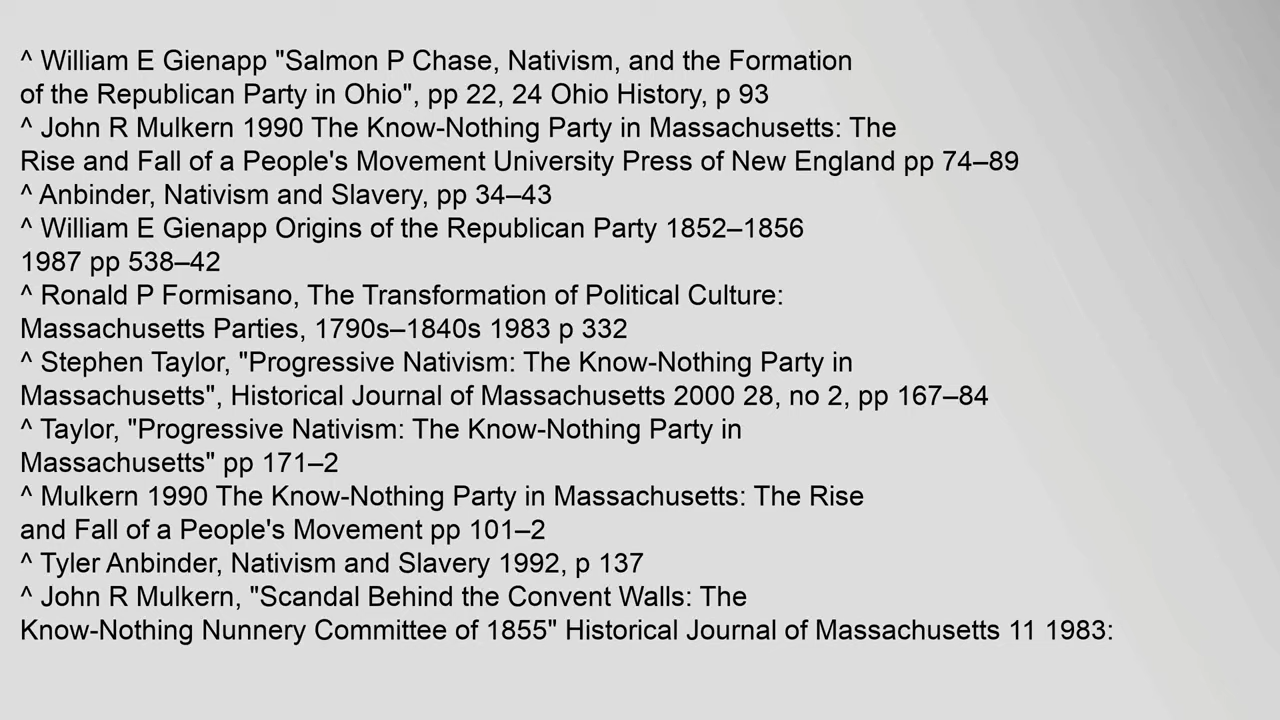 ^ William E Gienapp "Salmon P Chase, Nativism, and the Formation
of the Republican Party in Ohio", pp 22, 24 Ohio History, p 93
^ John R Mulkern 1990 The Know-Nothing Party in Massachusetts: The
Rise and Fall of a People's Movement University Press of New England pp 74–89
^ Anbinder, Nativism and Slavery, pp 34–43
^ William E Gienapp Origins of the Republican Party 1852–1856
1987 pp 538–42
^ Ronald P Formisano, The Transformation of Political Culture:
Massachusetts Parties, 1790s–1840s 1983 p 332
^ Stephen Taylor, "Progressive Nativism: The Know-Nothing Party in
Massachusetts", Historical Journal of Massachusetts 2000 28, no 2, pp 167–84
^ Taylor, "Progressive Nativism: The Know-Nothing Party in
Massachusetts" pp 171–2
^ Mulkern 1990 The Know-Nothing Party in Massachusetts: The Rise
and Fall of a People's Movement pp 101–2
^ Tyler Anbinder, Nativism and Slavery 1992, p 137
^ John R Mulkern, "Scandal Behind the Convent Walls: The
Know-Nothing Nunnery Committee of 1855" Historical Journal of Massachusetts 11 1983: